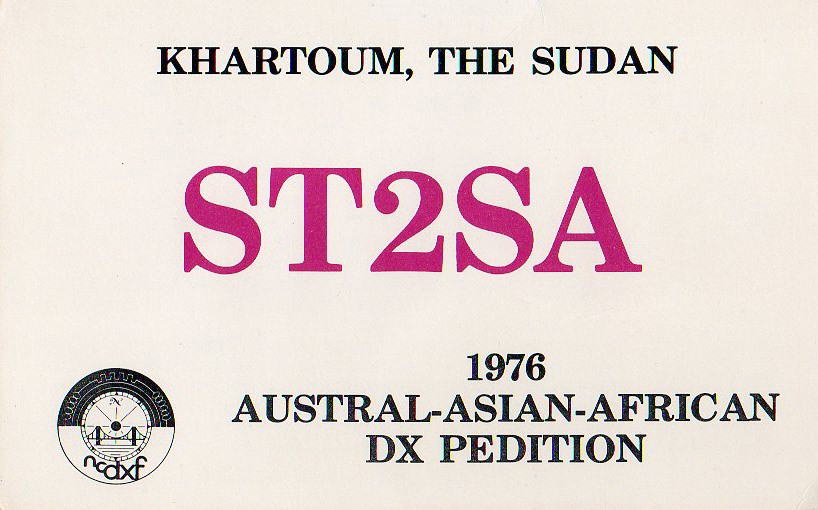 KHARTOUM, THE SUDAN
ST2SA
1976
AUSTRAL-ASIAN-AFRICAN
DX PEDITION
N
ncdxf